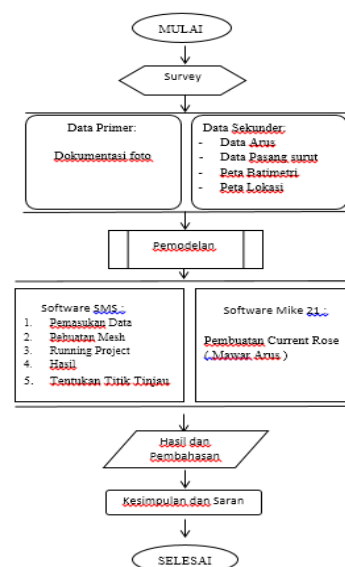 MULAI
Survey
Data Primer:
Dokumentasi foto
Data Sekunder:
- Data Arus
- Data Pasang surut
- Peta Batimetri
- Peta Lokasi
Pemodelan
Software SMS :
1. Pemasukan Data
2. Pebuatan Mesh
3. Running Project
4. Hasil
5. Tentukan Titik Tinjau
Software Mike 21 :
Pembuatan Current Rose
( Mawar Arus )
Hasil dan
Pembahasan
Kesimpulan dan Saran
SELESAI